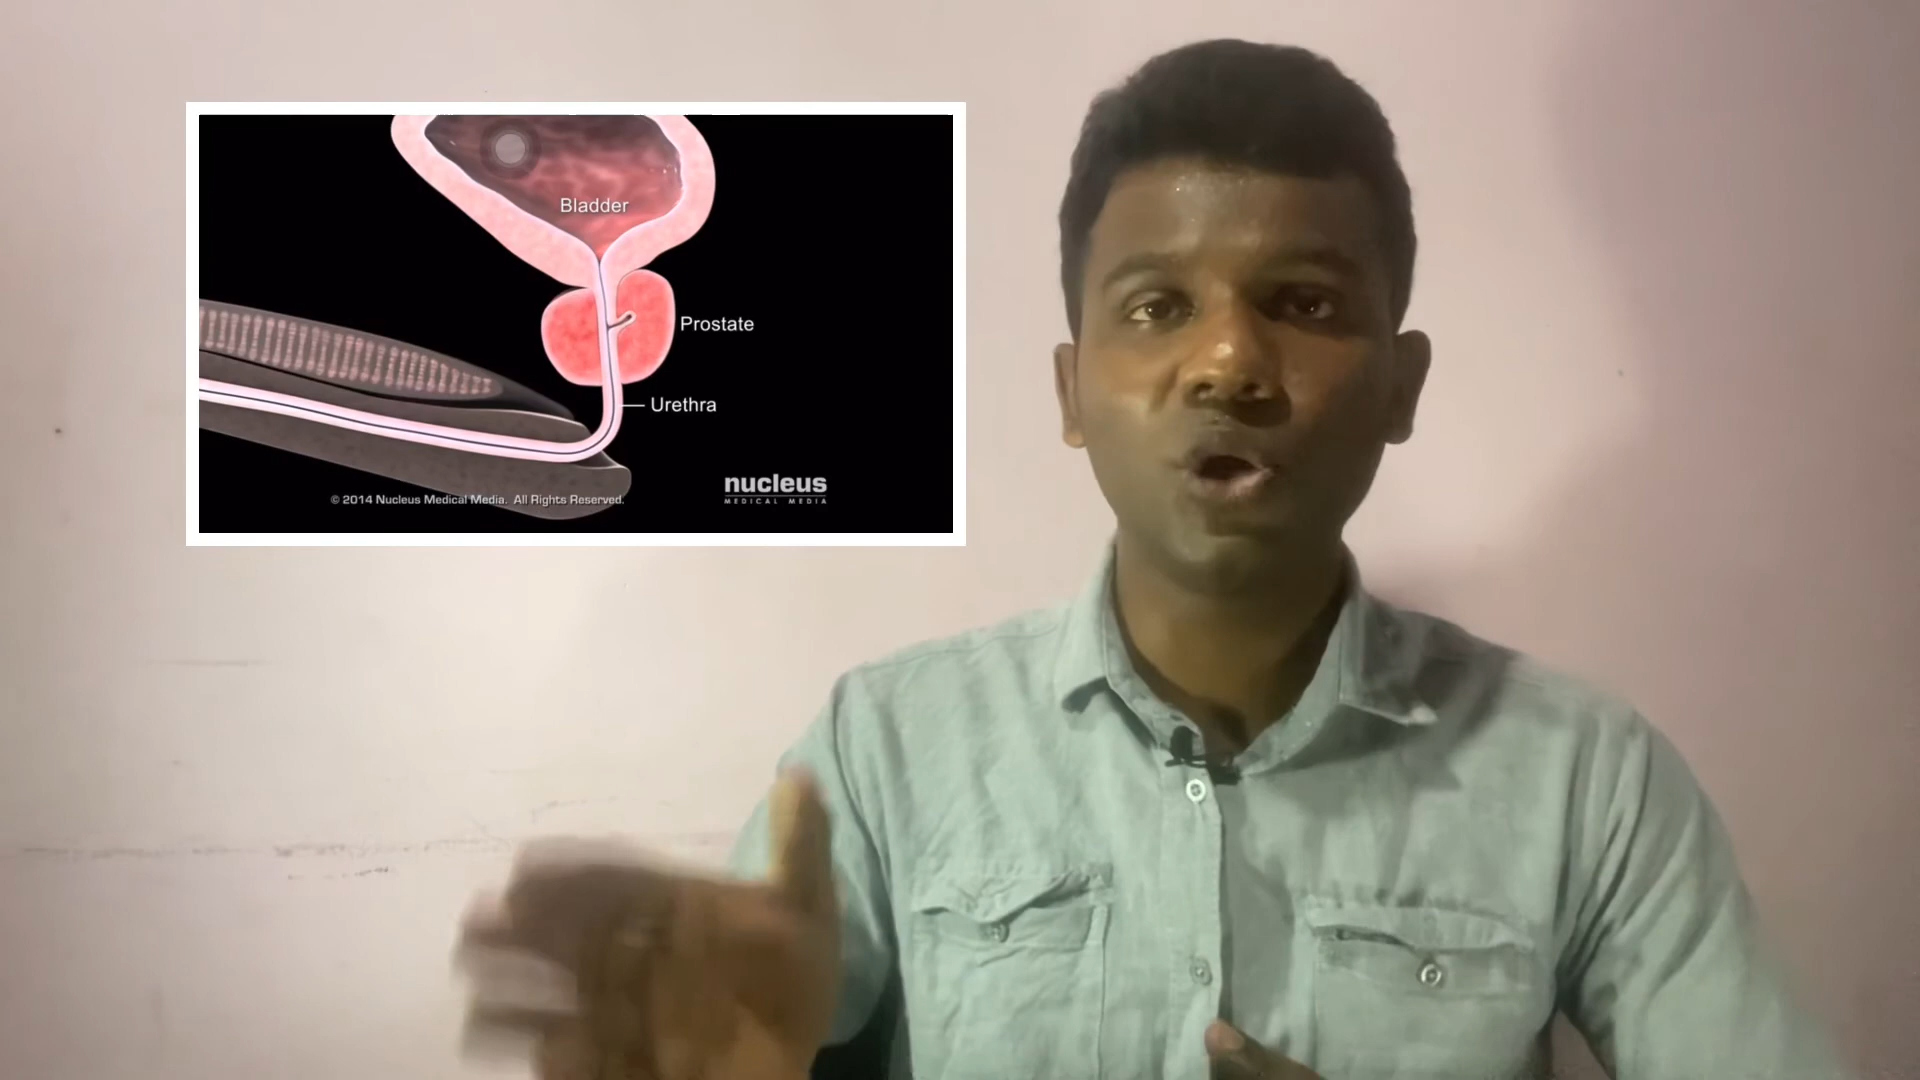 Bladder
Prostate
Urethra
nucleus
MEDICAL MEDIA
© 2014 Nucleus Medical Media. All Rights Reserved.